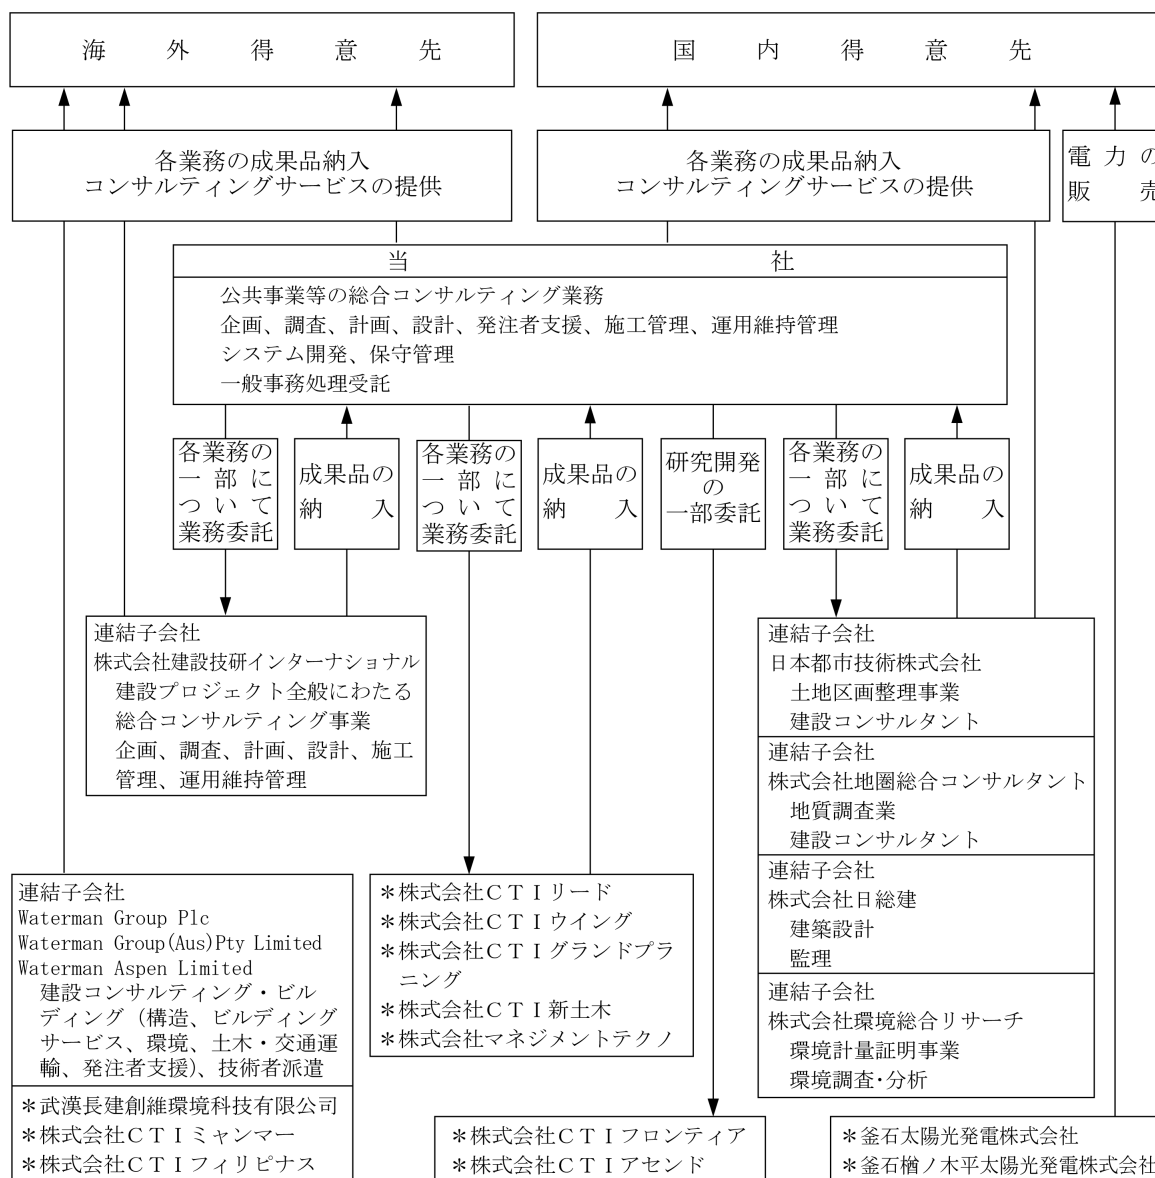 海外得意先
国内得意先
各業務の成果品納入
コンサルティングサービスの提供
各業務の成果品納入
コンサルティングサービスの提供
電力の
販売
当社
公共事業等の総合コンサルティング業務
企画、調査、計画、設計、発注者支援、施工管理、運用維持管理
システム開発、保守管理
一般事務処理受託
各業務の
一部に
ついて
業務委託
成果品の
納入
各業務の
一部に
ついて
業務委託
成果品の
納入
研究開発
の
一部委託
各業務の
一部に
ついて
業務委託
成果品の
納入
連結子会社
株式会社建設技研インターナショナル
建設プロジェクト全般にわたる
総合コンサルティング事業
企画、調査、計画、設計、施工
管理、運用維持管理
連結子会社
日本都市技術株式会社
土地区画整理事業
建設コンサルタント
連結子会社
株式会社地圏総合コンサルタント
地質調査業
建設コンサルタント
連結子会社
株式会社日総建
建築設計
監理
連結子会社
株式会社環境総合リサーチ
環境計量証明事業
環境調査・分析
連結子会社
Waterman Group Plc
Waterman Group(Aus)Pty Limited
Waterman Aspen Limited
建設コンサルティング・ビル
ディング（構造、ビルディング
サービス、環境、土木・交通運
輸、発注者支援）、技術者派遣
＊武漢長建創維環境科技有限公司
＊株式会社ＣＴＩミャンマー
＊株式会社ＣＴＩフィリピナス
＊株式会社ＣＴＩリード
＊株式会社ＣＴＩウイング
＊株式会社ＣＴＩグランドプラ
ニング
＊株式会社ＣＴＩ新土木
＊株式会社マネジメントテクノ
＊株式会社ＣＴＩフロンティア
＊株式会社ＣＴＩアセンド
＊釜石太陽光発電株式会社
＊釜石楢ノ木平太陽光発電株式会社